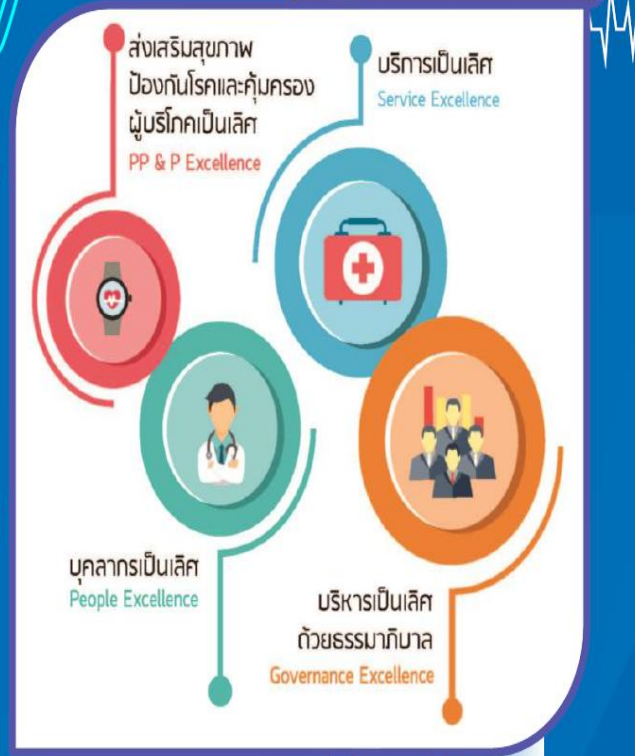 ส่งเสริมสุขภาพ
ป้องกันโรคและคุ้มครอง
ผู้บริโภคเป็นเลิศ
PP & P Excellence
บริการเป็นเลิศ
Service Excellence
บุคลากรเป็นเลิศ
People Excellence
บริหารเป็นเลิศ
ด้วยธรรมาภิบาล
Governance Excellence